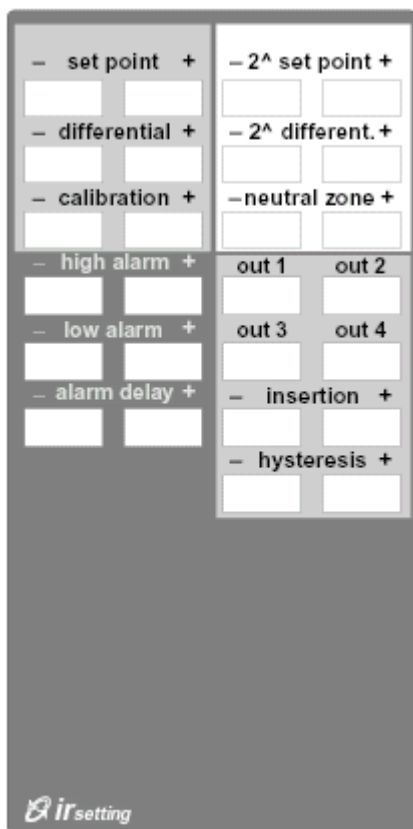 – set point +
– differential +
– calibration +
– high alarm +
– low alarm +
– alarm delay +
– 2^ set point +
– 2^ different. +
– neutral zone +
out 1 out 2
out 3 out 4
– insertion +
– hysteresis +
ir setting